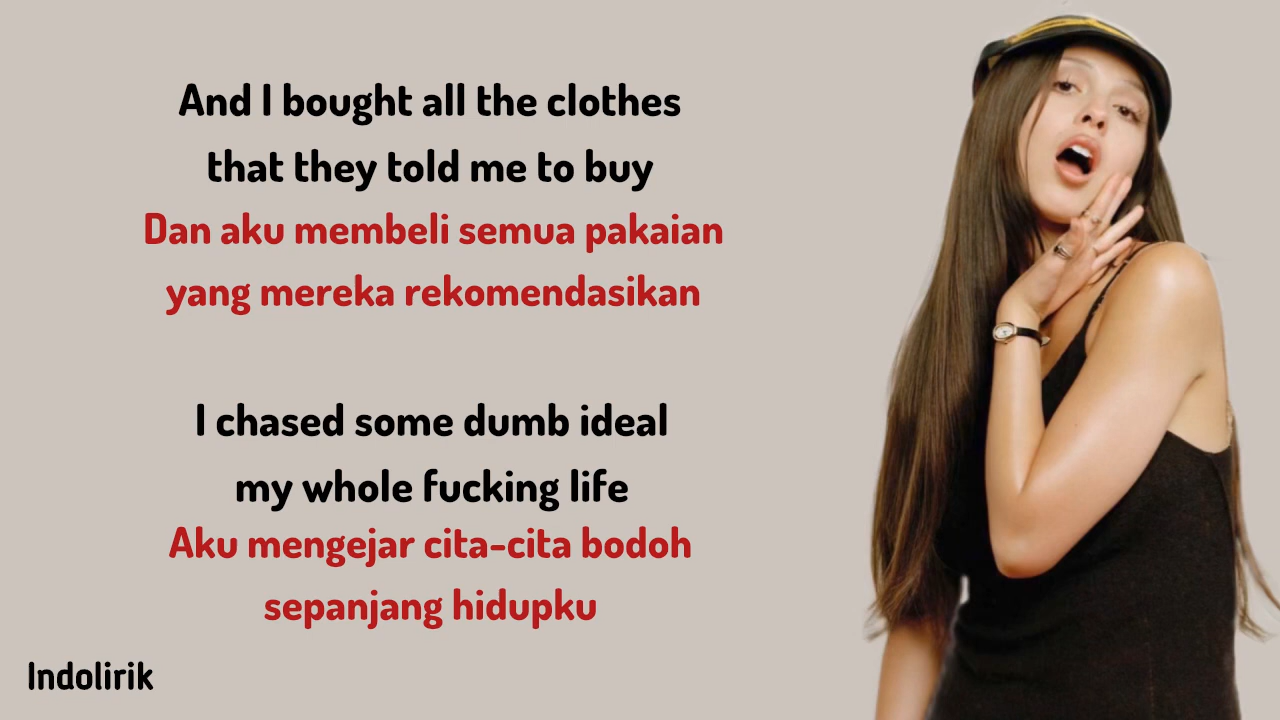 And I bought all the clothes
that they told me to buy
Dan aku membeli semua pakaian
yang mereka rekomendasikan
I chased some dumb ideal
my whole fucking life
Aku mengejar cita-cita bodoh
sepanjang hidupku
Indolirik